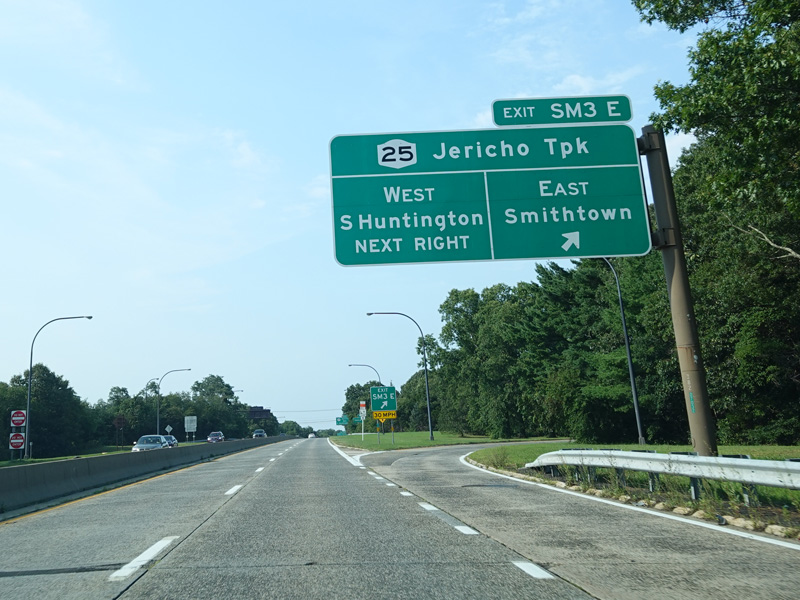 EXIT SM3 E
25 Jericho Tpk
WEST
S Huntington
NEXT RIGHT
EAST
Smithtown
EXIT
SM3 E
30 MPH